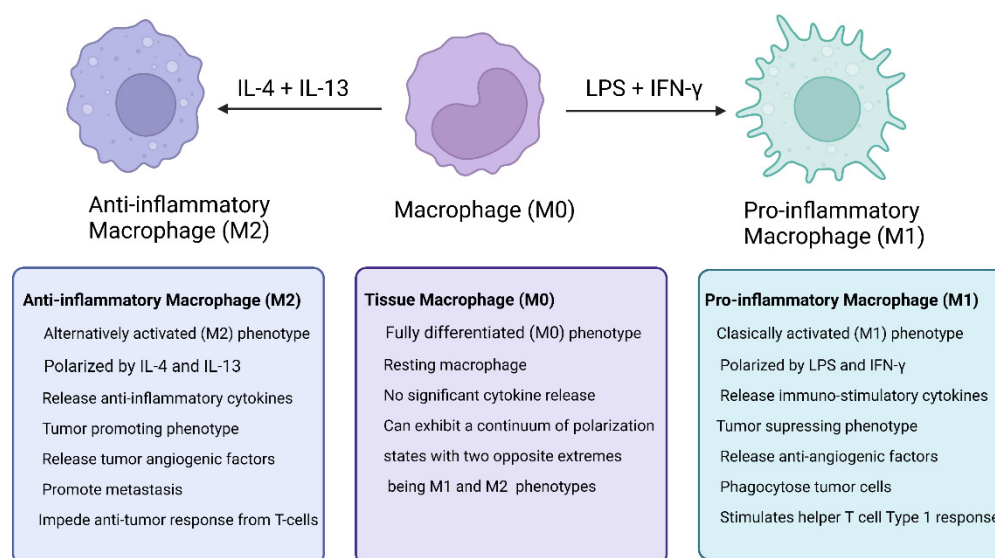 IL-4 + IL-13
LPS + IFN-γ
Anti-inflammatory
Macrophage (M2)
Macrophage (M0)
Pro-inflammatory
Macrophage (M1)
Anti-inflammatory Macrophage (M2)
Alternatively activated (M2) phenotype
Polarized by IL-4 and IL-13
Release anti-inflammatory cytokines
Tumor promoting phenotype
Release tumor angiogenic factors
Promote metastasis
Impede anti-tumor response from T-cells
Tissue Macrophage (M0)
Fully differentiated (M0) phenotype
Resting macrophage
No significant cytokine release
Can exhibit a continuum of polarization
states with two opposite extremes
being M1 and M2 phenotypes
Pro-inflammatory Macrophage (M1)
Clasically activated (M1) phenotype
Polarized by LPS and IFN-γ
Release immuno-stimulatory cytokines
Tumor supressing phenotype
Release anti-angiogenic factors
Phagocytose tumor cells
Stimulates helper T cell Type 1 response